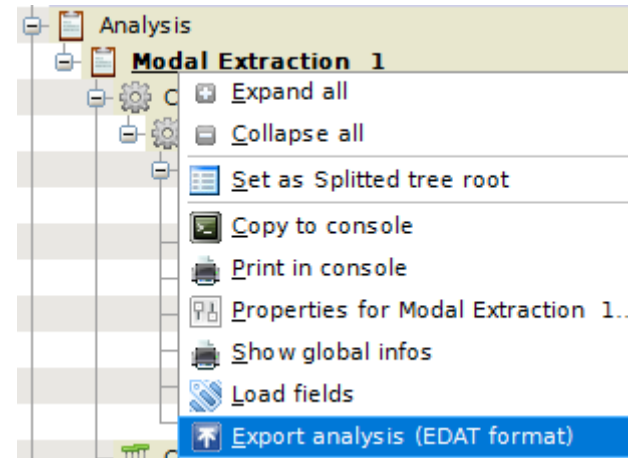 Analysis
Modal Extraction 1
C
Expand all
Collapse all
Set as Splitted tree root
Copy to console
Print in console
Properties for Modal Extraction 1..
Show global infos
Load fields
Export analysis (EDAT format)